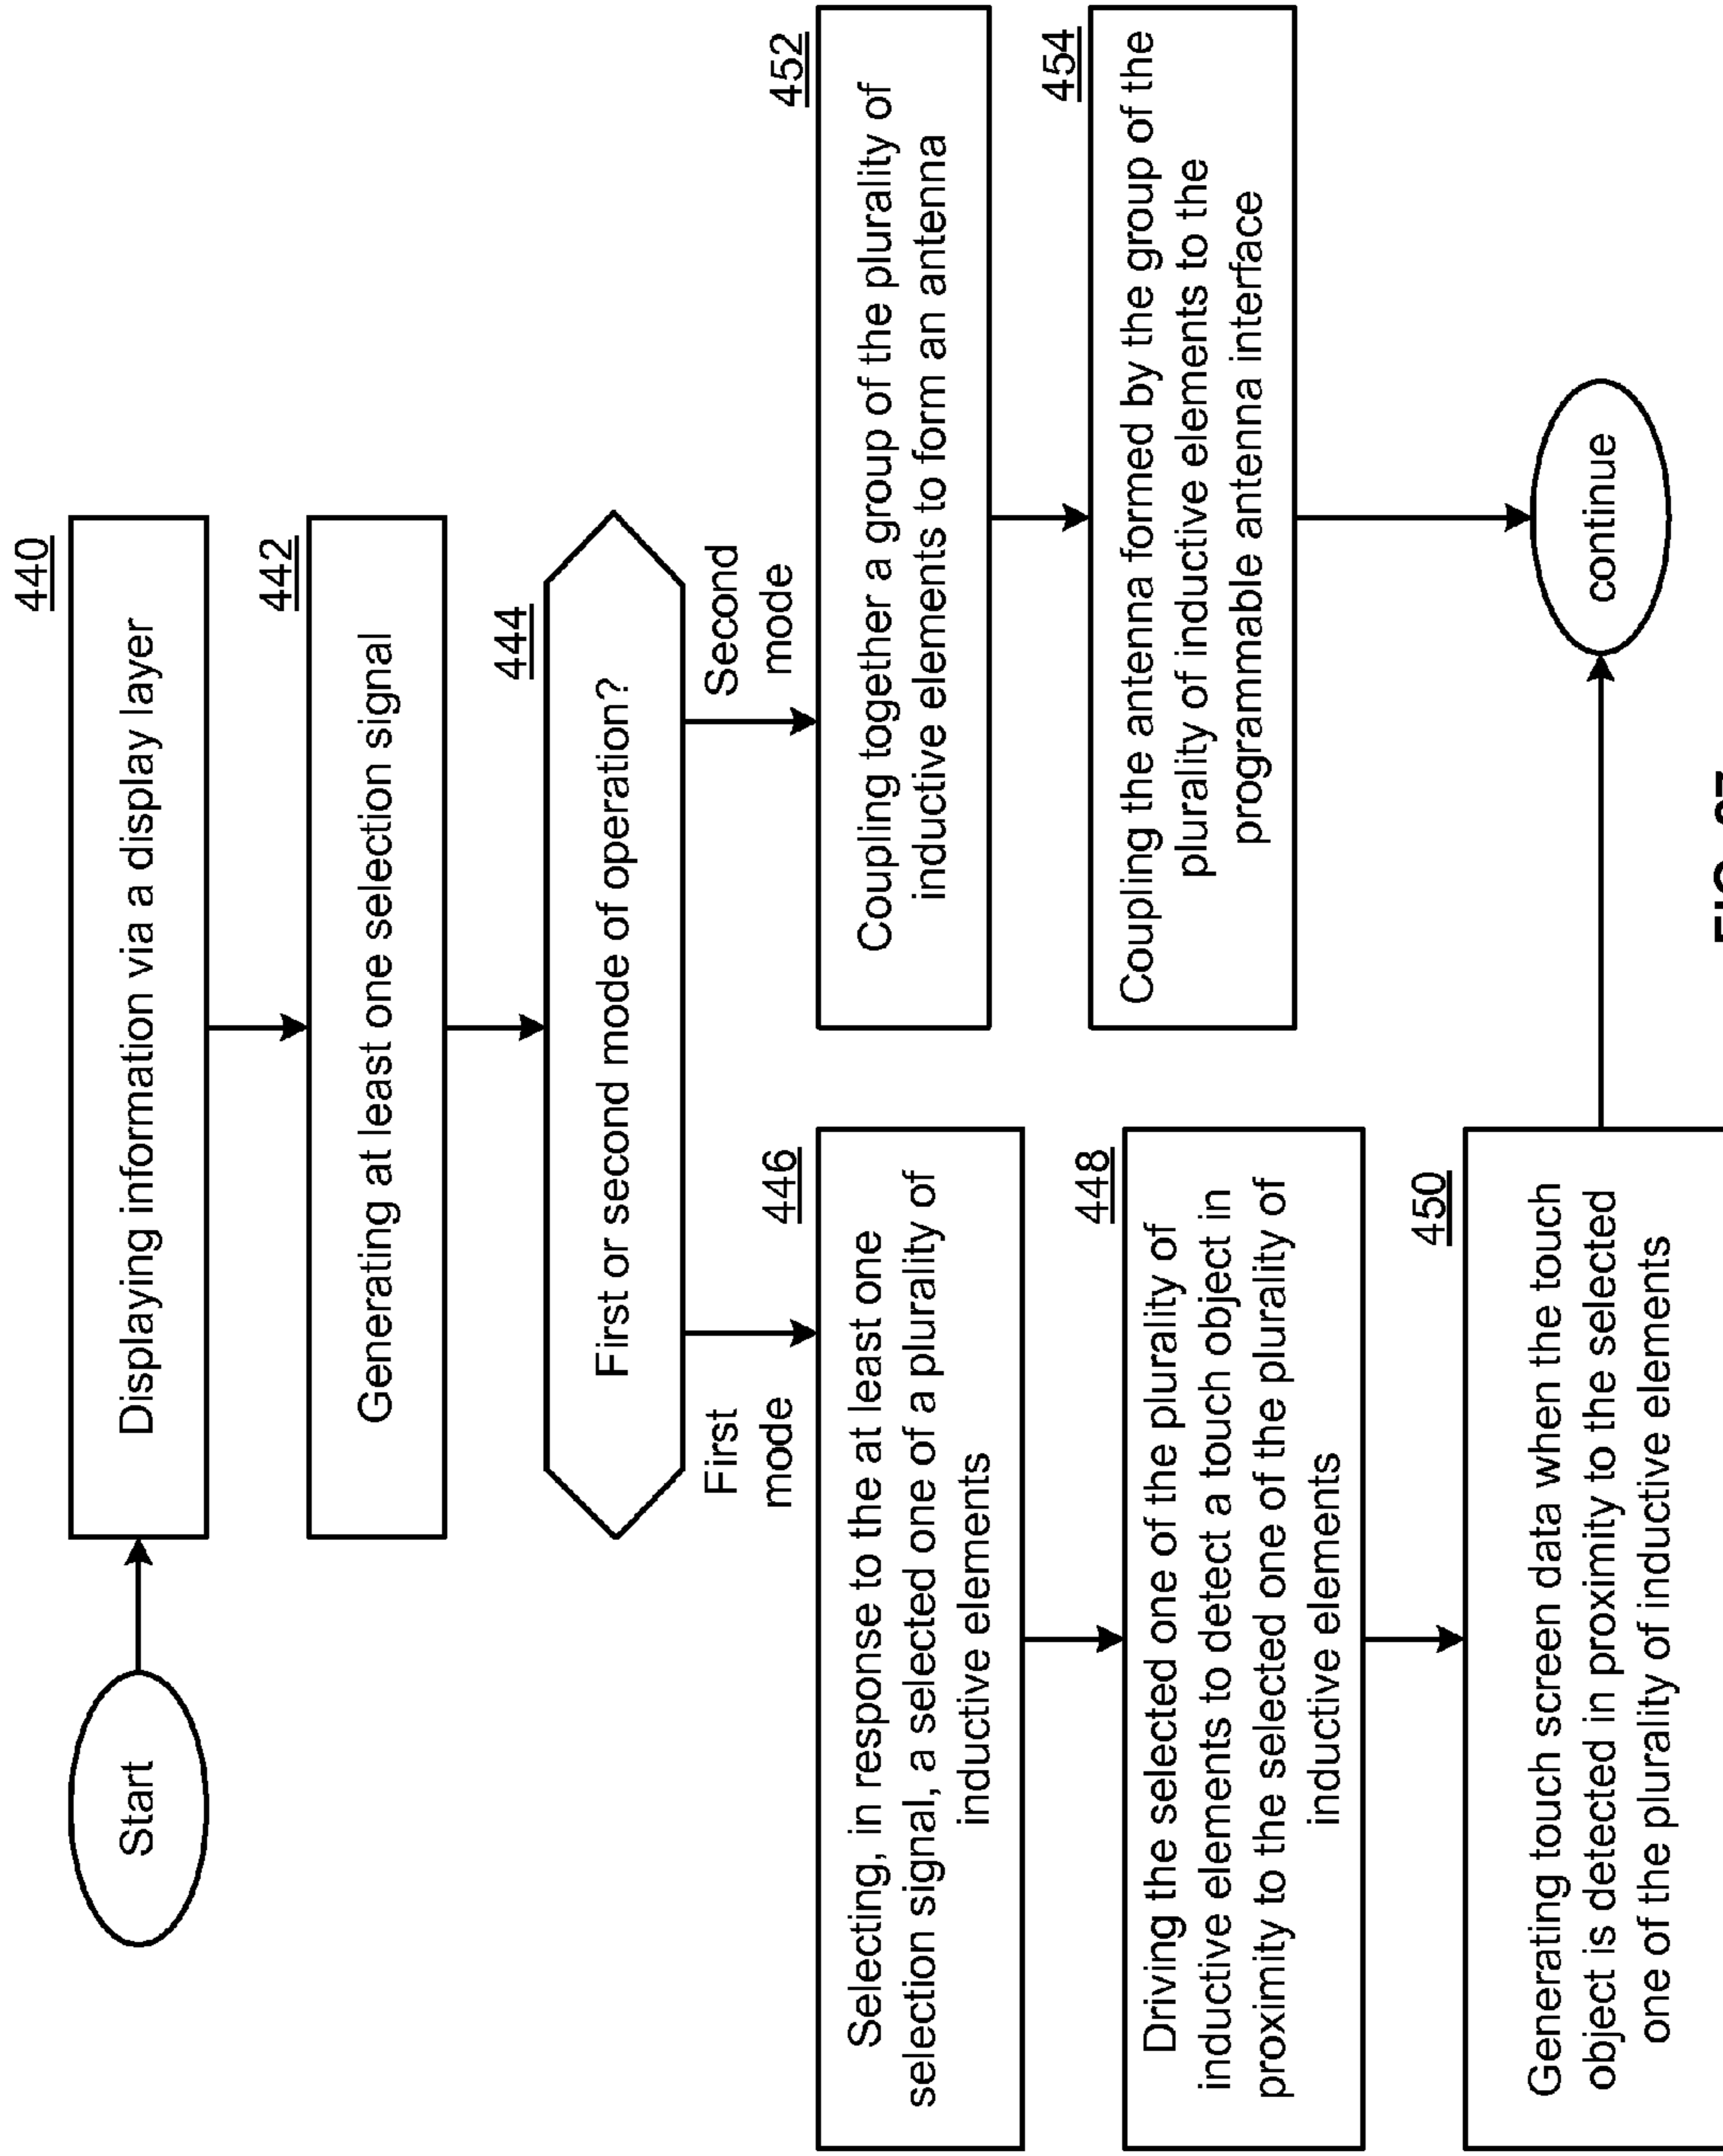 Start
440
Displaying information via a display layer
442
Generating at least one selection signal
444
First or second mode of operation?
First
mode
Second
mode
446
Selecting, in response to the at least one
selection signal, a selected one of a plurality of
inductive elements
448
Driving the selected one of the plurality of
inductive elements to detect a touch object in
proximity to the selected one of the plurality of
inductive elements
450
Generating touch screen data when the touch
object is detected in proximity to the selected
one of the plurality of inductive elements
452
Coupling together a group of the plurality of
inductive elements to form an antenna
454
Coupling the antenna formed by the group of the
plurality of inductive elements to the
programmable antenna interface
continue